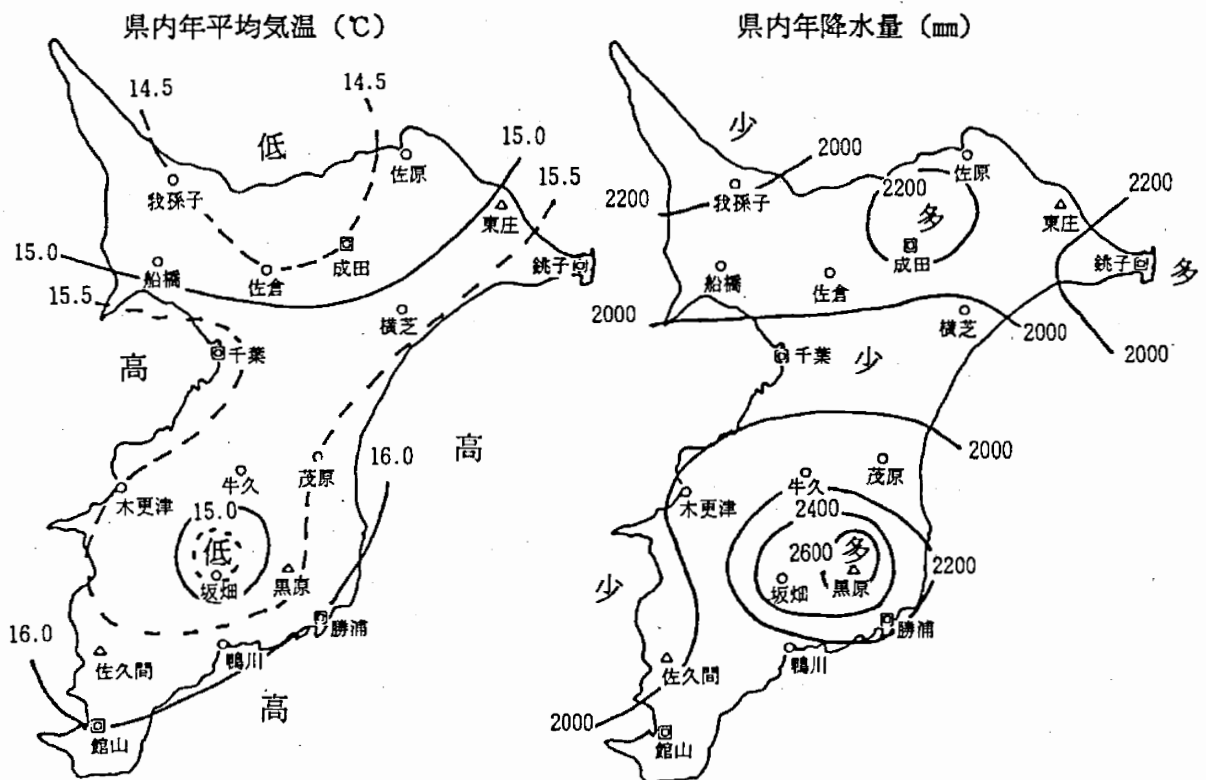 県内年平均気温（℃）
14.5
14.5
低
15.0
佐原
15.5
我孫子
東庄
15.0
船橋
佐倉
成田
銚子
15.5
横芝
高
千葉
高
16.0
茂原
牛久
木更津
15.0
低
坂畑
黒原
勝浦
16.0
佐久間
鴨川
高
館山
県内年降水量（㎜）
少
2000
佐原
2200
2200
2200
我孫子
多
東庄
成田
銚子
船橋
佐倉
多
2000
横芝
2000
2000
千葉
少
2000
茂原
牛久
木更津
2400
2600
多
2200
坂畑
黒原
少
勝浦
鴨川
佐久間
2000
館山